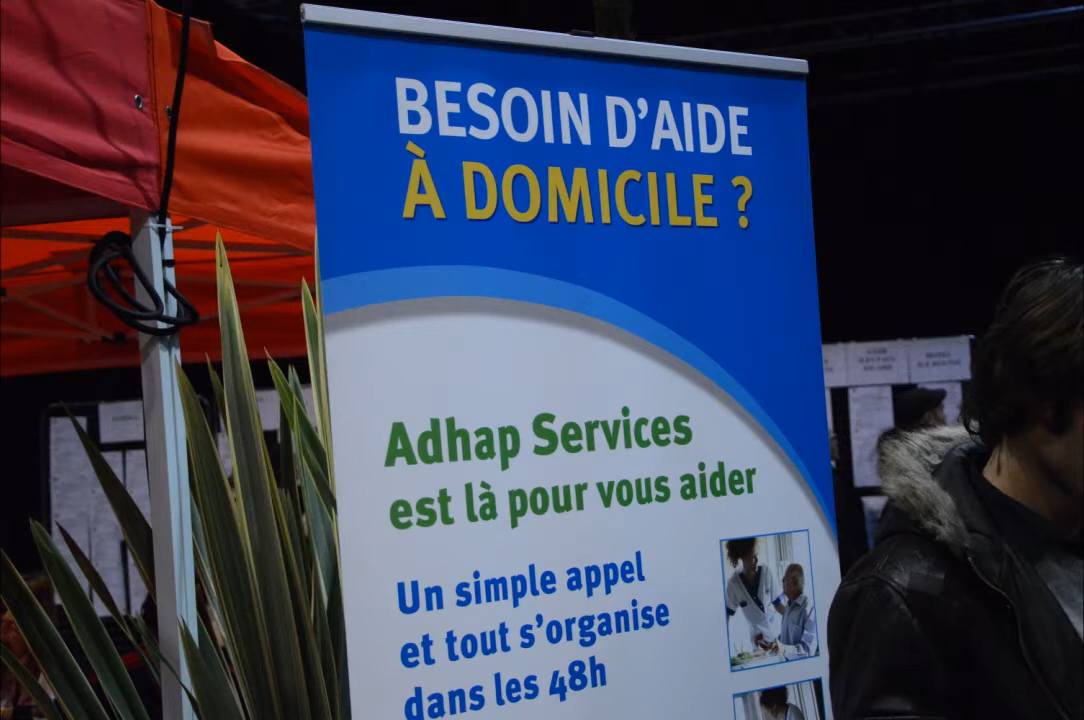 BESOIN D'AIDE
À DOMICILE ?
Adhap Services
est là pour vous aider
Un simple appel
et tout s'organise
dans les 48h